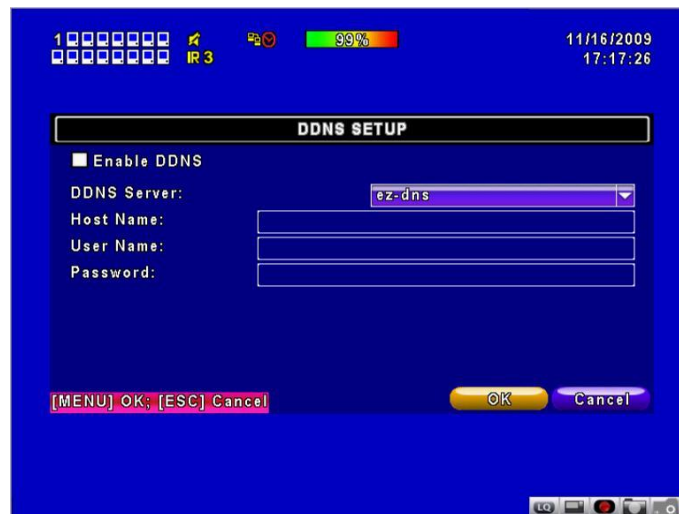 1 99% 11/16/2009
IR 3 17:17:26
DDNS SETUP
Enable DDNS
DDNS Server: ez-dns
Host Name:
User Name:
Password:
[MENU] OK; [ESC] Cancel OK Cancel
LQ